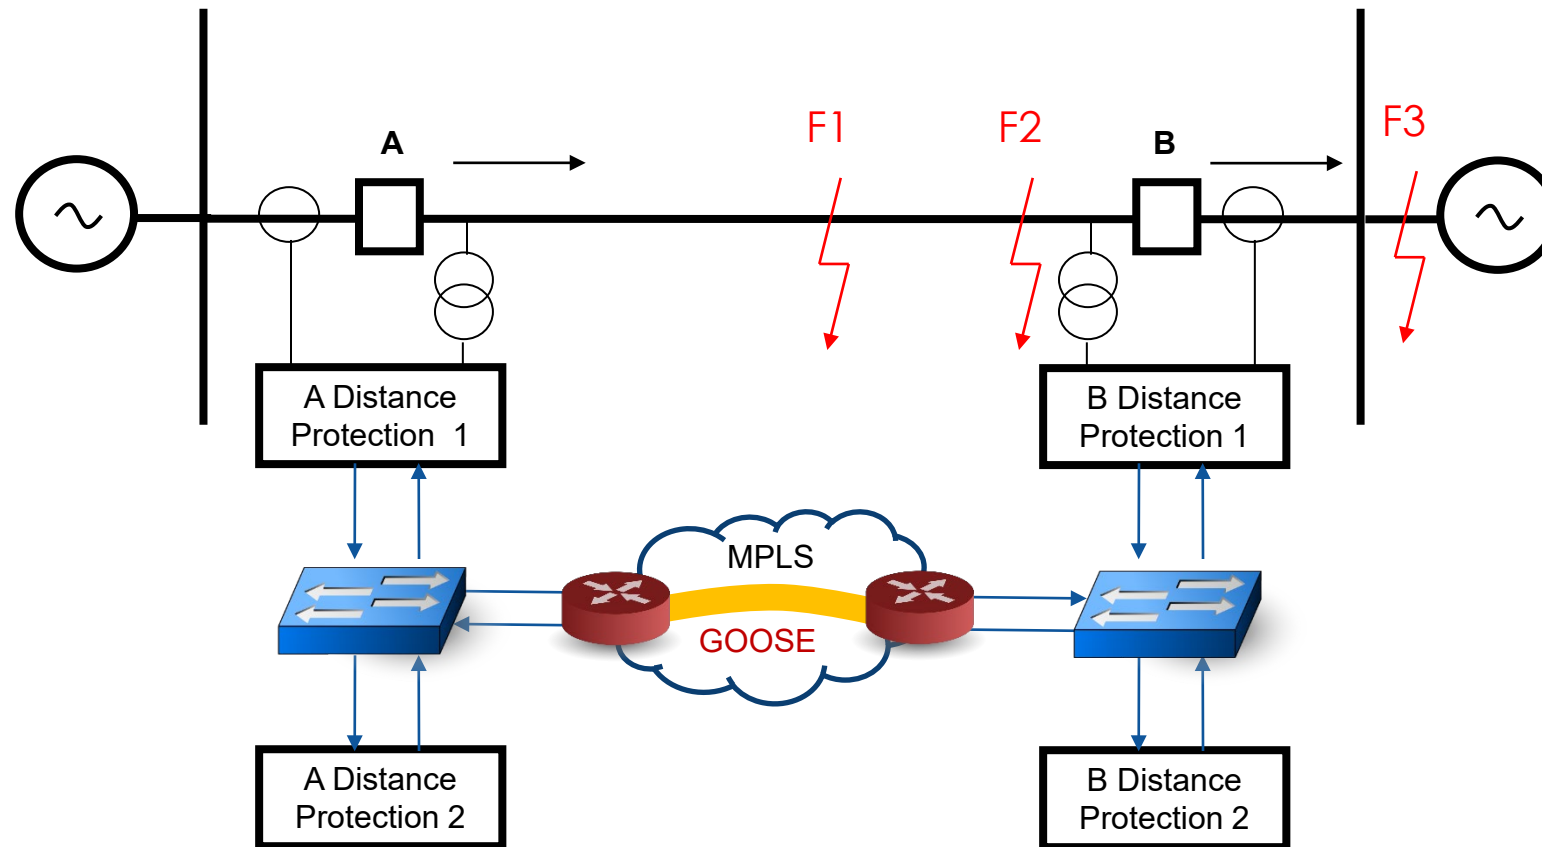 A
F1
F2
B
F3
A Distance
Protection 1
B Distance
Protection 1
MPLS
GOOSE
A Distance
Protection 2
B Distance
Protection 2